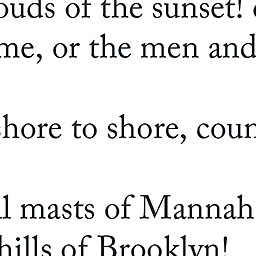 ouds of the sunset!
me, or the men and
shore to shore, coun
ll masts of Mannah
hills of Brooklyn!